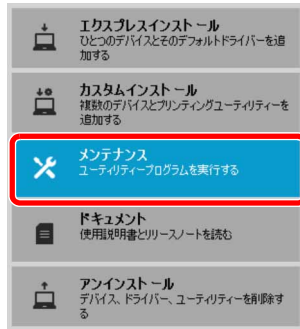 エクスプレスインストール
ひとつのデバイスとそのデフォルトドライバーを追
加する
カスタムインストール
複数のデバイスとプリンティングユーティリティーを
追加する
メンテナンス
ユーティリティープログラムを実行する
ドキュメント
使用説明書とリリースノートを読む
アンインストール
デバイス、ドライバー、ユーティリティーを削除す
る